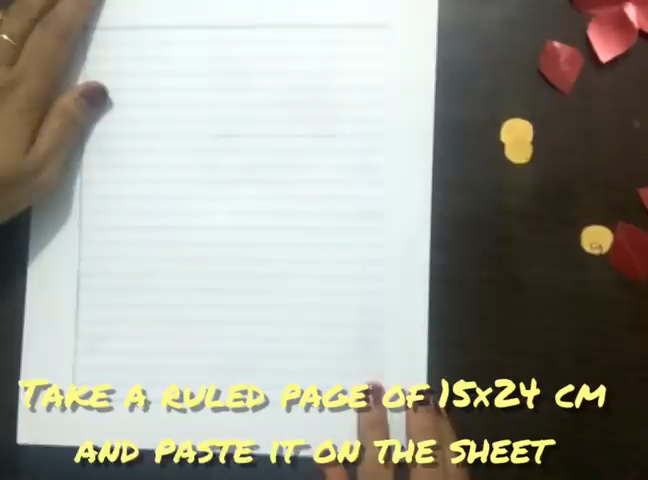 Take a ruled page of 15x24 cm
and paste it on the sheet